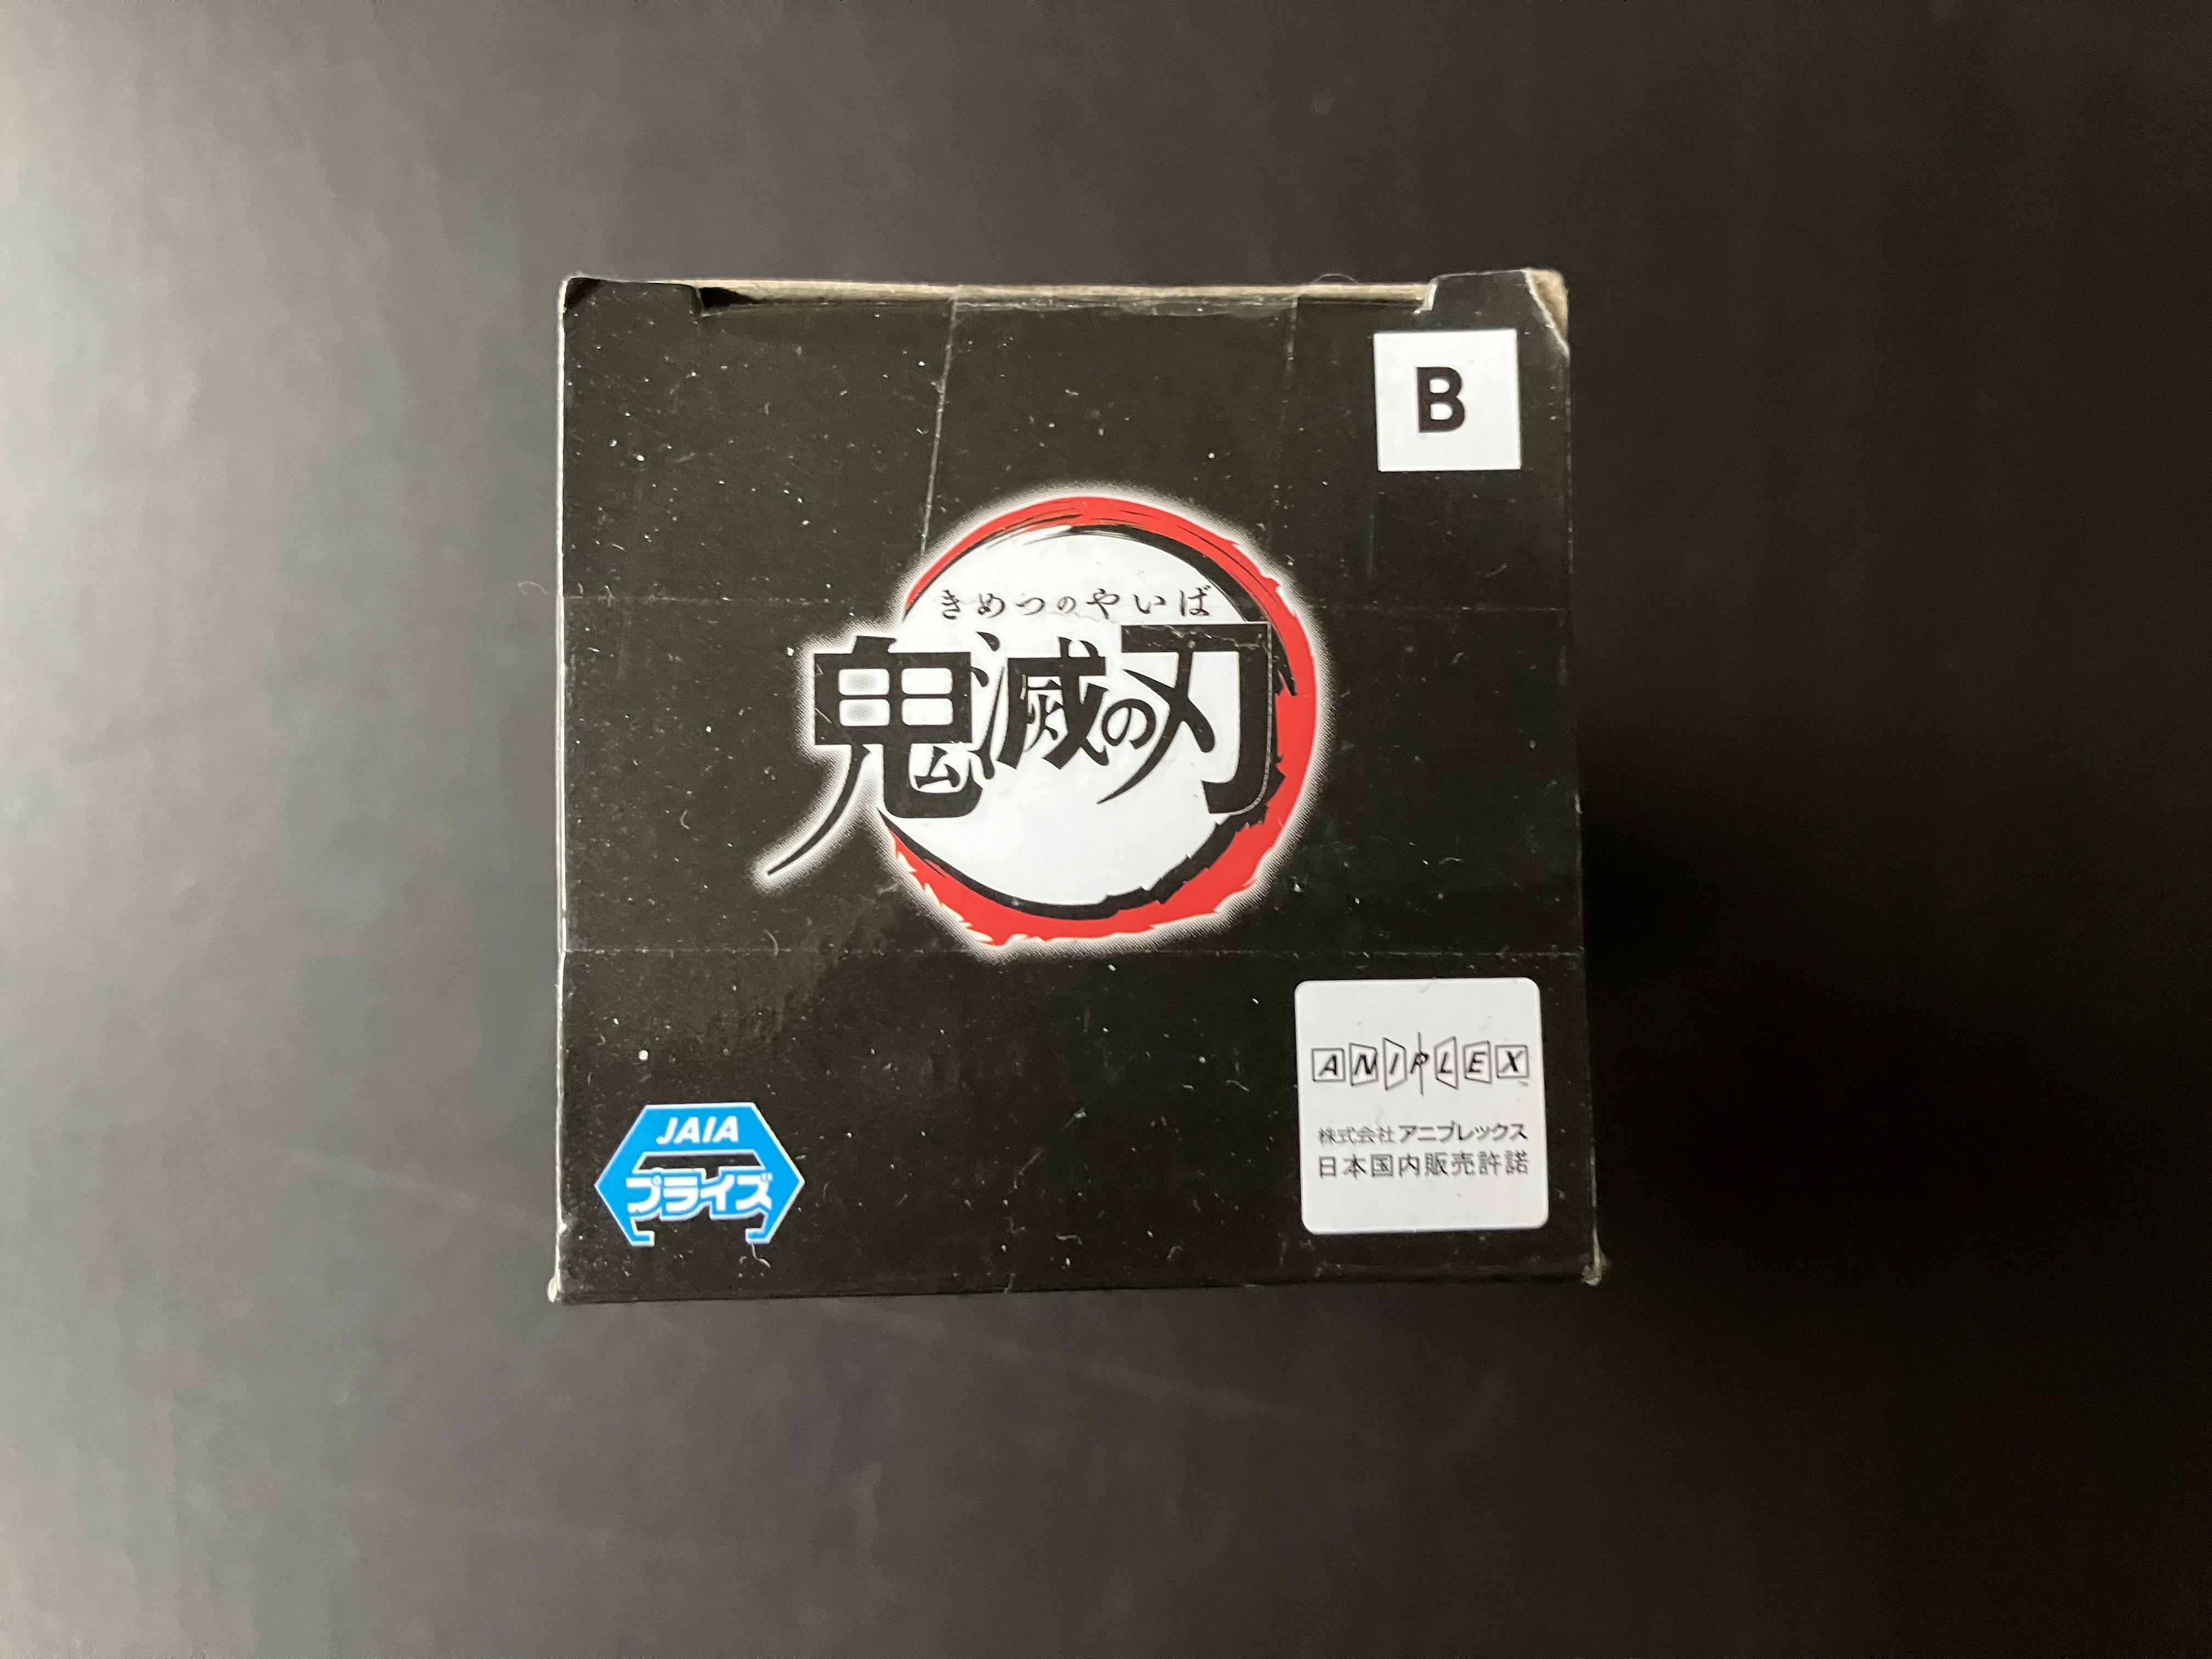 B
きめつのやいば
鬼滅の刃
ANIPLEX
株式会社アニプレックス
日本国内販売許諾
JAIA
プライズ